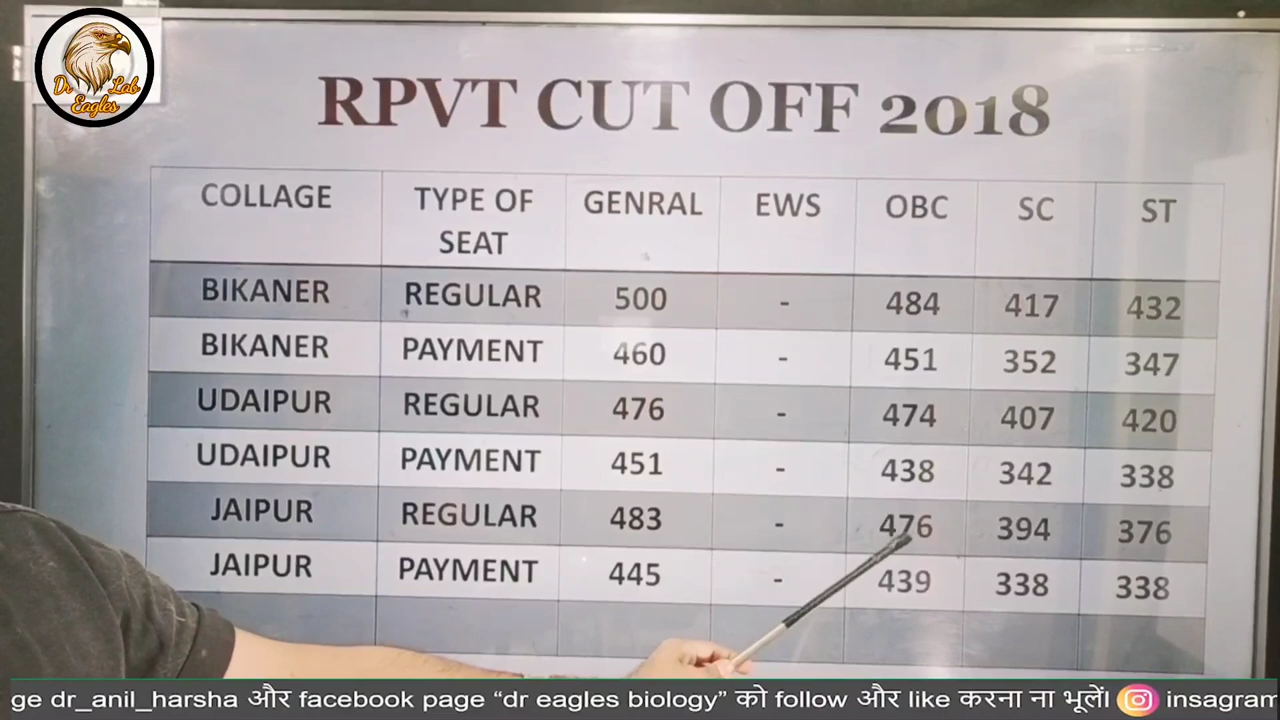 Dr Lab
Eagles
RPVT CUT OFF 2018
COLLAGE TYPE OF SEAT GENRAL EWS OBC SC ST
BIKANER REGULAR 500 - 484 417 432
BIKANER PAYMENT 460 - 451 352 347
UDAIPUR REGULAR 476 - 474 407 420
UDAIPUR PAYMENT 451 - 438 342 338
JAIPUR REGULAR 483 - 476 394 376
JAIPUR PAYMENT 445 - 439 338 338
ge dr_anil_harsha और facebook page “dr eagles biology” को follow और like करना ना भूलें। insagram